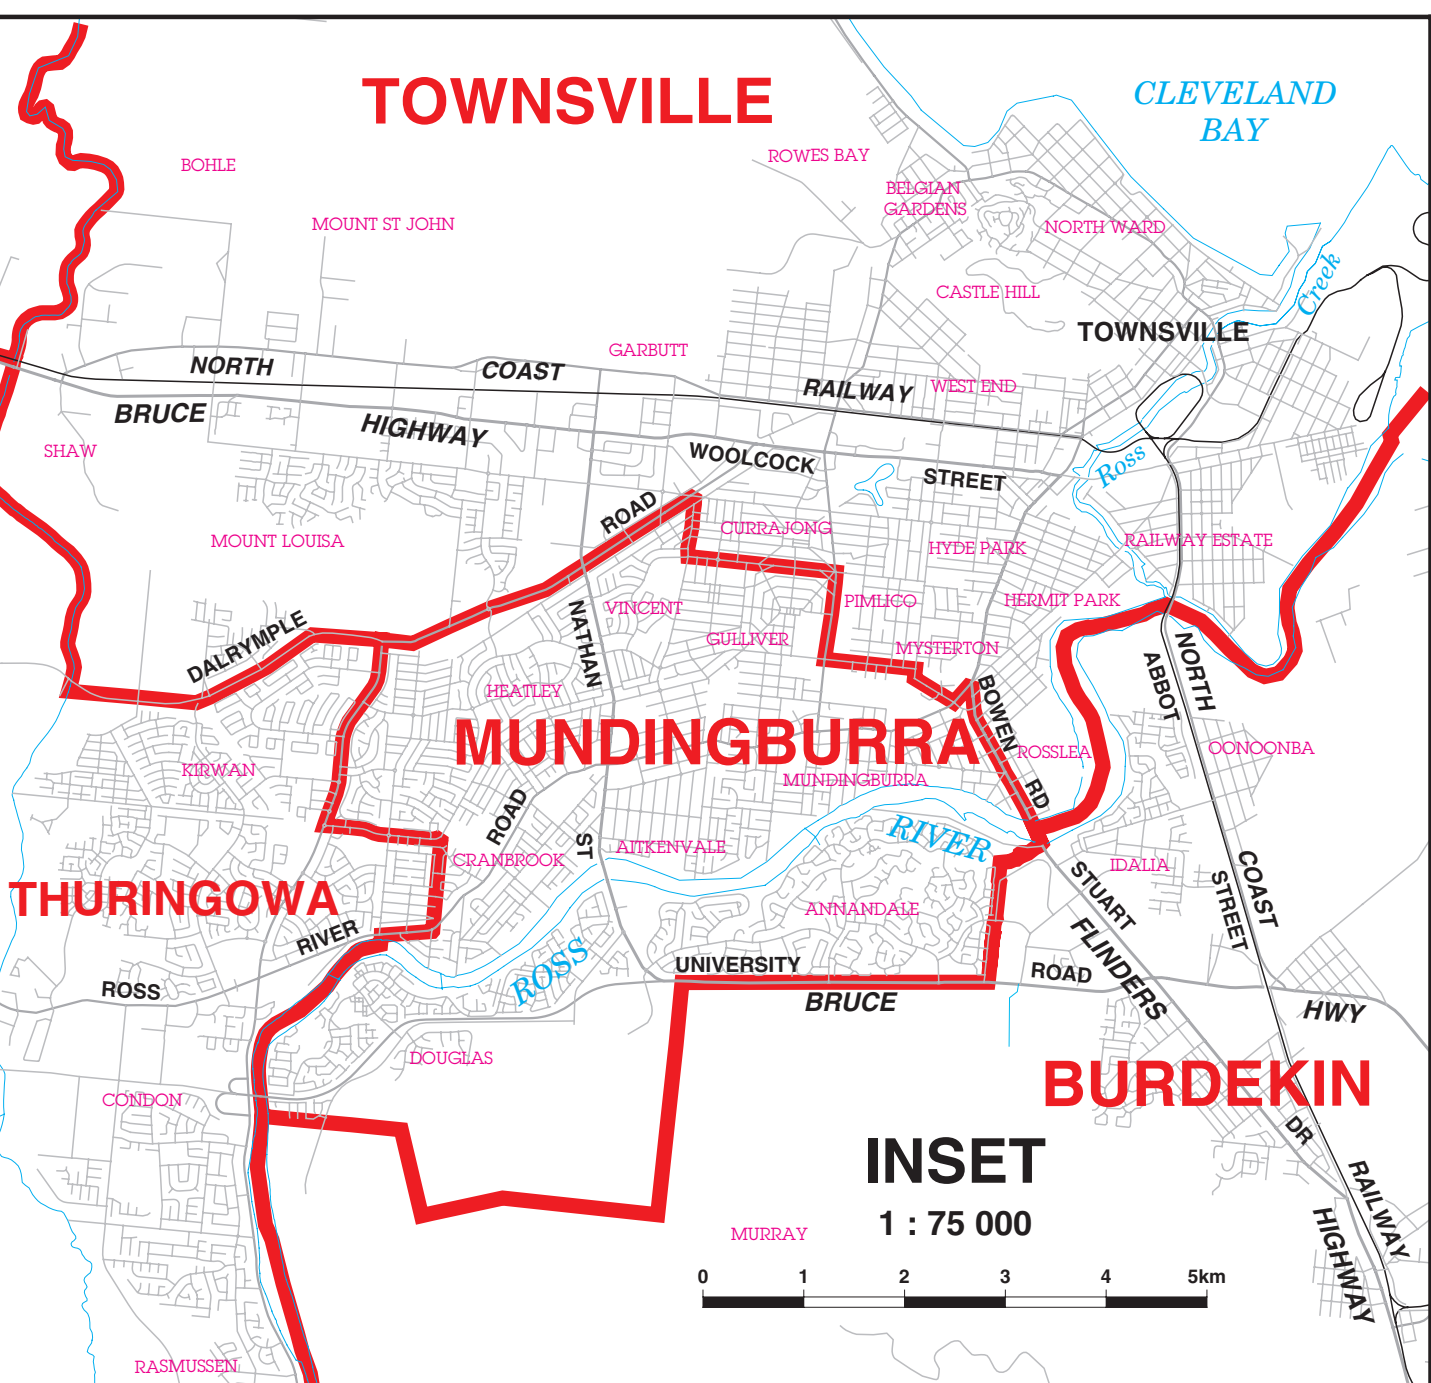 TOWNSVILLE
CLEVELAND
BAY
BOHLE
ROWES BAY
MOUNT ST JOHN
BELGIAN
GARDENS
NORTH WARD
CASTLE HILL
Creek
TOWNSVILLE
GARBUTT
NORTH
COAST
RAILWAY
WEST END
BRUCE
HIGHWAY
SHAW
WOOLCOCK
STREET
Ross
ROAD
CURRAJONG
MOUNT LOUISA
HYDE PARK
RAILWAY ESTATE
VINCENT
PIMLICO
HERMIT PARK
DALRYMPLE
NATHAN
GULLIVER
MYSTERTON
NORTH
ABBOT
HEATLEY
BOWEN
MUNDINGBURRA
ROSSLEA
OONOONBA
KIRWAN
MUNDINGBURRA
RD
ROAD
RIVER
ST
AITKENVALE
CRANBROOK
IDALIA
COAST
STREET
STUART
THURINGOWA
ANNANDALE
RIVER
FLINDERS
ROSS
UNIVERSITY
ROAD
ROSS
BRUCE
HWY
DOUGLAS
BURDEKIN
CONDON
DR
INSET
1 : 75 000
RAILWAY
HIGHWAY
MURRAY
0 1 2 3 4 5km
RASMUSSEN